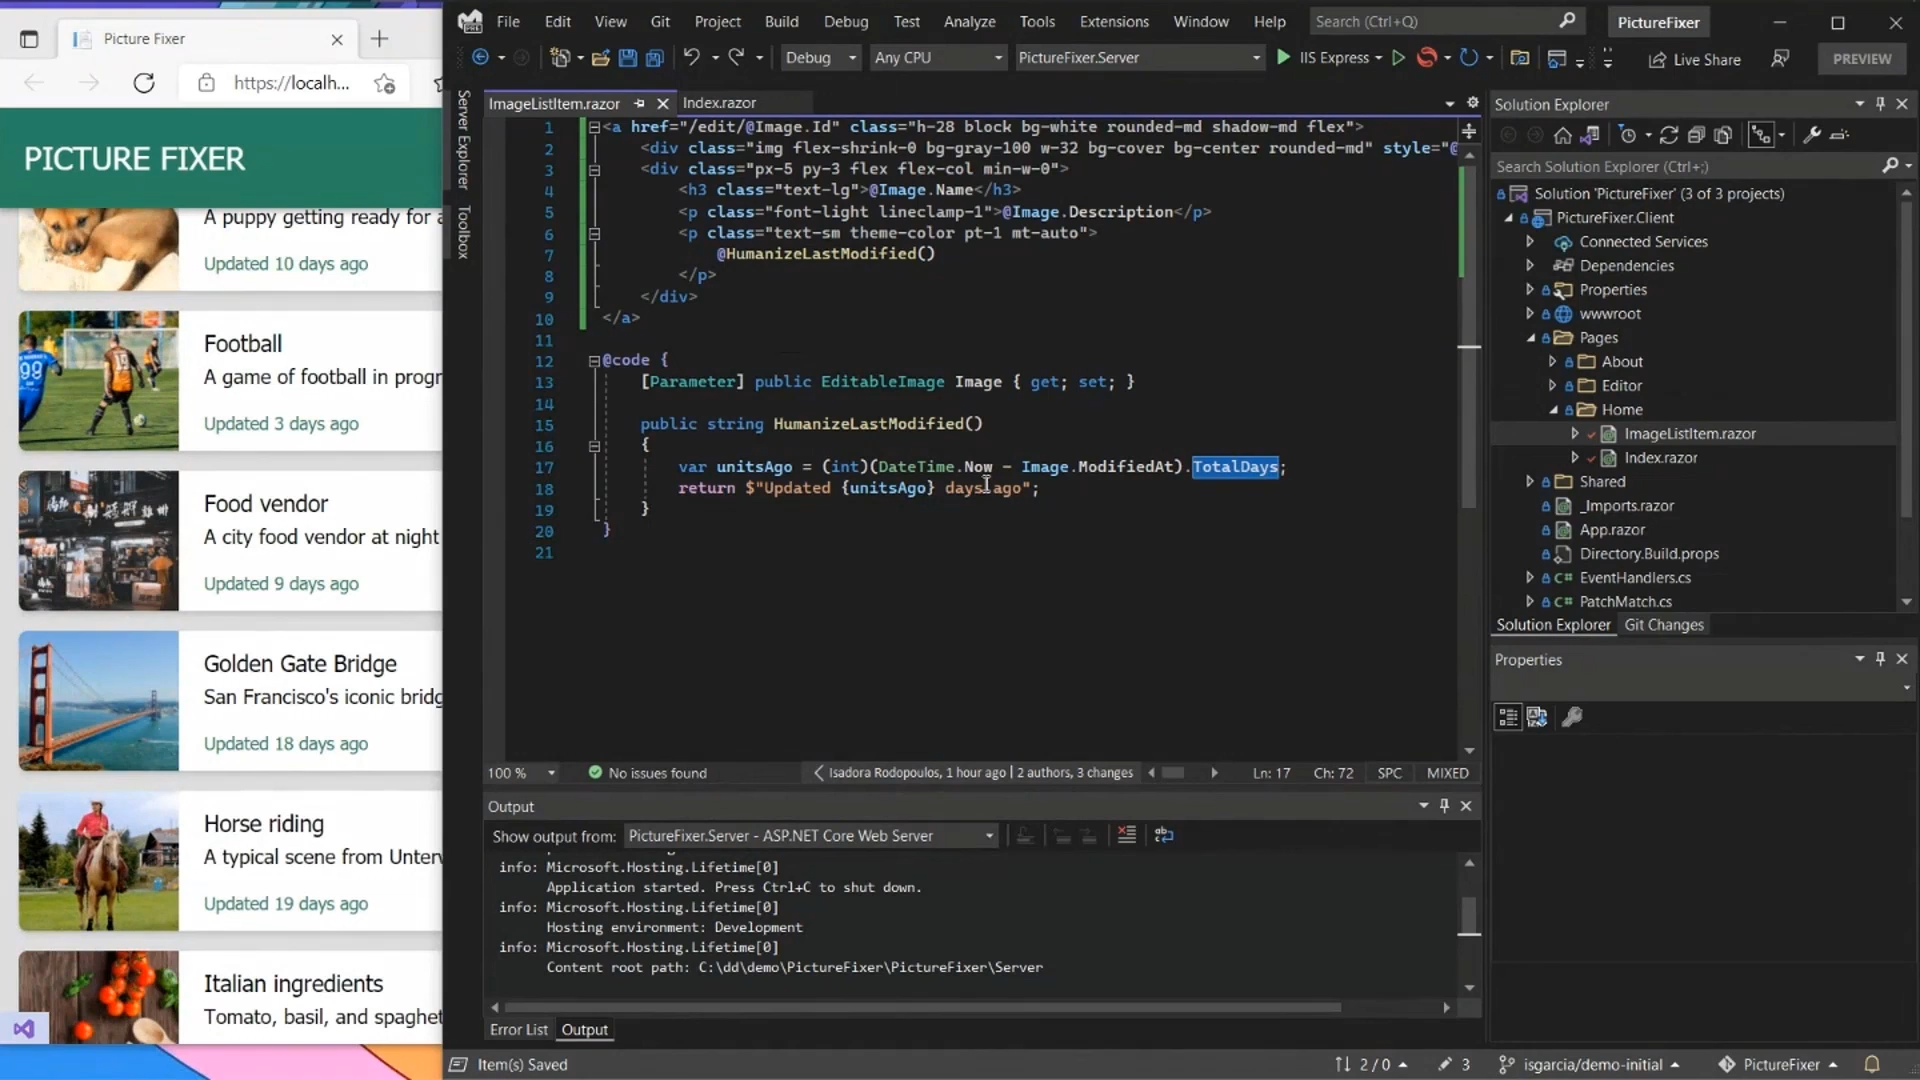 Picture Fixer
https://localh...
PICTURE FIXER
A puppy getting ready for a
Updated 10 days ago
Football
A game of football in progr
Updated 3 days ago
Food vendor
A city food vendor at night
Updated 9 days ago
Golden Gate Bridge
San Francisco's iconic bridg
Updated 18 days ago
Horse riding
A typical scene from Unterv
Updated 19 days ago
Italian ingredients
Tomato, basil, and spaghet
File Edit View Git Project Build Debug Test Analyze Tools Extensions Window Help Search (Ctrl+Q) PictureFixer
Debug Any CPU PictureFixer.Server IIS Express Live Share PREVIEW
Server Explorer
Toolbox
ImageListItem.razor Index.razor
1 <a href="/edit/@Image.Id" class="h-28 block bg-white rounded-md shadow-md flex">
2 <div class="img flex-shrink-0 bg-gray-100 w-32 bg-cover bg-center rounded-md" style="@
3 <div class="px-5 py-3 flex flex-col min-w-0">
4 <h3 class="text-lg">@Image.Name</h3>
5 <p class="font-light lineclamp-1">@Image.Description</p>
6 <p class="text-sm theme-color pt-1 mt-auto">
7 @HumanizeLastModified()
8 </p>
9 </div>
10 </a>
11
12 @code {
13 [Parameter] public EditableImage Image { get; set; }
14
15 public string HumanizeLastModified()
16 {
17 var unitsAgo = (int)(DateTime.Now - Image.ModifiedAt).TotalDays;
18 return $"Updated {unitsAgo} days ago";
19 }
20 }
21
100 % No issues found Isadora Rodopoulos, 1 hour ago | 2 authors, 3 changes Ln: 17 Ch: 72 SPC MIXED
Output
Show output from: PictureFixer.Server - ASP.NET Core Web Server
info: Microsoft.Hosting.Lifetime[0]
Application started. Press Ctrl+C to shut down.
info: Microsoft.Hosting.Lifetime[0]
Hosting environment: Development
info: Microsoft.Hosting.Lifetime[0]
Content root path: C:\dd\demo\PictureFixer\PictureFixer\Server
Error List Output
Solution Explorer
Search Solution Explorer (Ctrl+;)
Solution 'PictureFixer' (3 of 3 projects)
PictureFixer.Client
Connected Services
Dependencies
Properties
wwwroot
Pages
About
Editor
Home
ImageListItem.razor
Index.razor
Shared
_Imports.razor
App.razor
Directory.Build.props
C# EventHandlers.cs
C# PatchMatch.cs
Solution Explorer Git Changes
Properties
Item(s) Saved 2 / 0 3 isgarcia/demo-initial PictureFixer